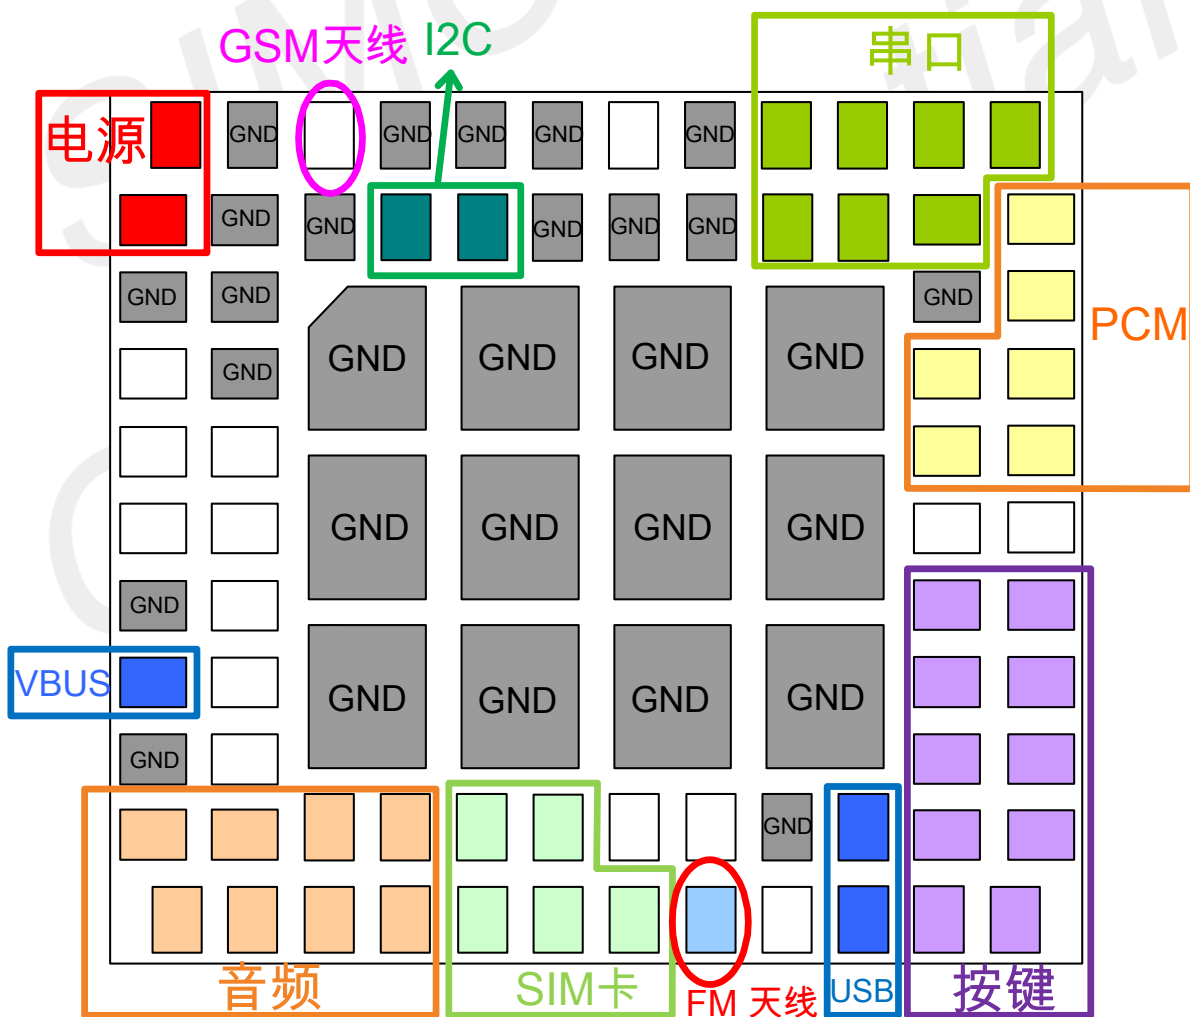 GSM天线 I2C 串口
电源 GND GND GND GND GND
GND GND GND GND GND
GND GND GND
PCM
GND GND GND GND
GND
GND GND GND GND
GND
VBUS
GND GND GND GND
GND
GND
音频 SIM卡 FM 天线 USB 按键